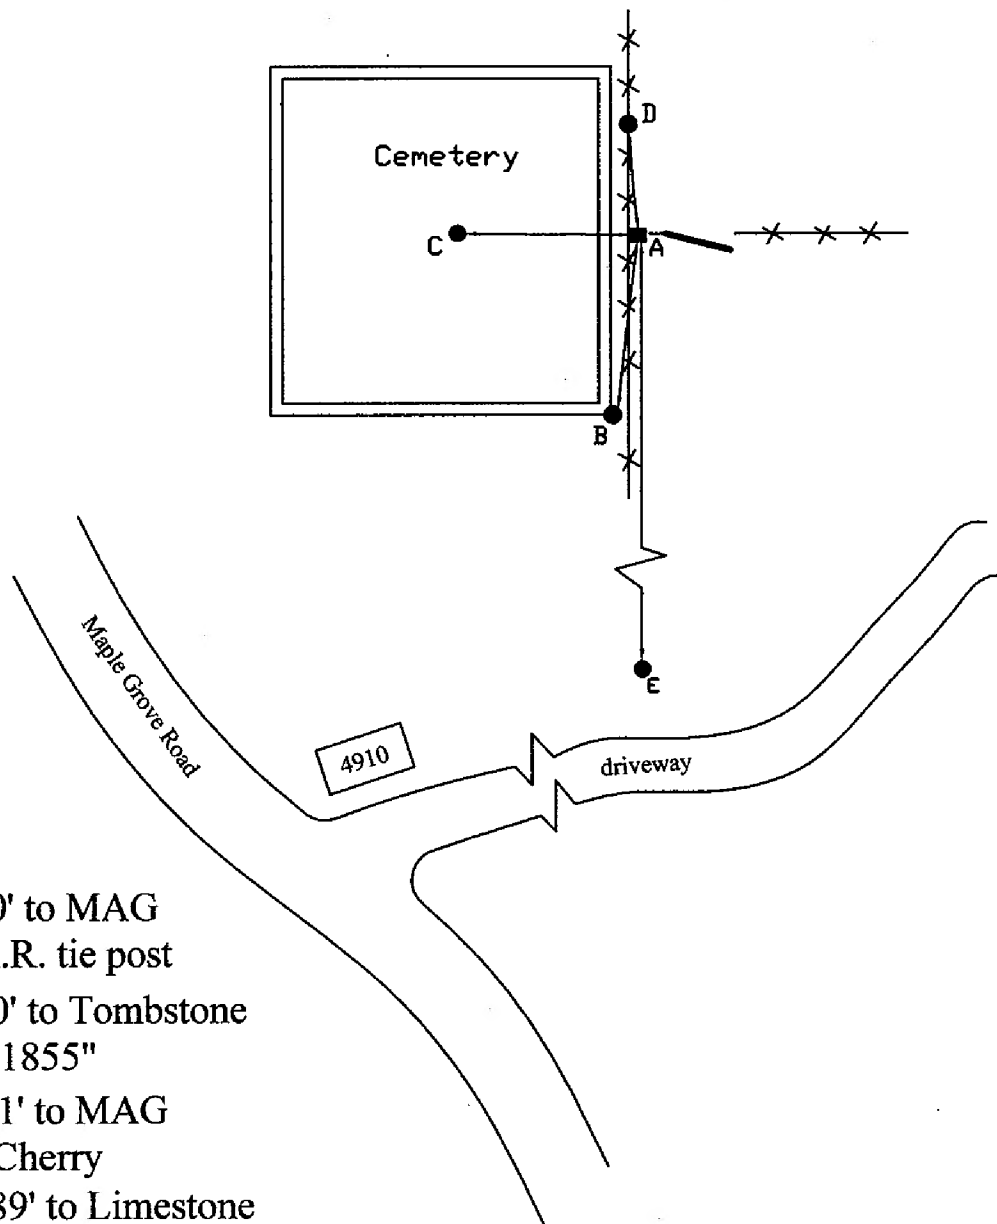 D
Cemetery
C
A
B
Maple Grove Road
E
4910
driveway
0' to MAG
.R. tie post
0' to Tombstone
1855"
1' to MAG
Cherry
89' to Limestone